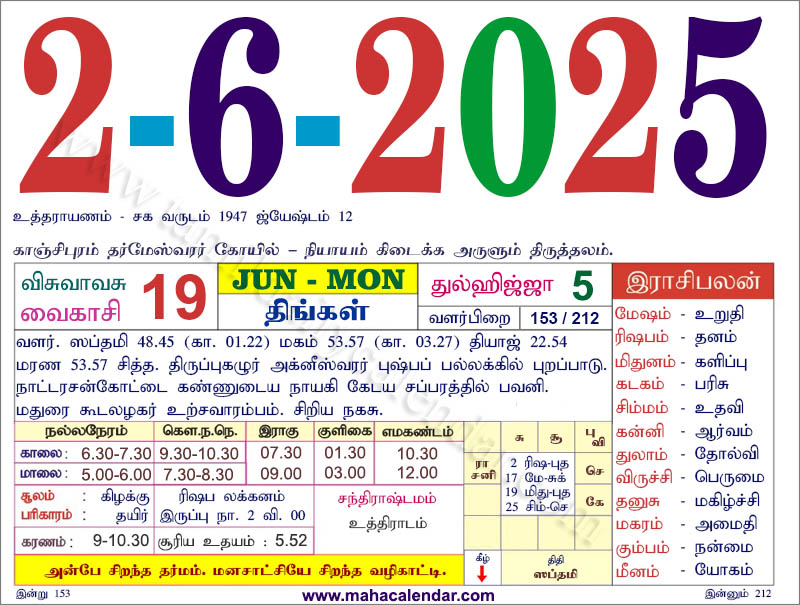 2-6-2025
உத்தராயணம் - சக வருடம் 1947 ஜ்யேஷ்டம் 12
காஞ்சிபுரம் தர்மேஸ்வரர் கோயில் – நியாயம் கிடைக்க அருளும் திருத்தலம்.
விசுவாவசு
வைகாசி 19
JUN - MON
திங்கள்
துல்ஹிஜ்ஜா 5
வளர்பிறை 153 / 212
வளர். ஸப்தமி 48.45 (கா. 01.22) மகம் 53.57 (கா. 03.27) தியாஜ் 22.54
மரண 53.57 சித்த. திருப்புகழூர் அக்னீஸ்வரர் புஷ்பப் பல்லக்கில் புறப்பாடு.
நாட்டரசன்கோட்டை கண்ணுடைய நாயகி கேடய சப்பரத்தில் பவனி.
மதுரை கூடலழகர் உற்சவாரம்பம். சிறிய நகசு.
நல்லநேரம் கௌ.ந.நெ. இராகு குளிகை எமகண்டம்
காலை : 6.30-7.30 9.30-10.30 07.30 01.30 10.30
மாலை : 5.00-6.00 7.30-8.30 09.00 03.00 12.00
சூலம் : கிழக்கு
பரிகாரம் : தயிர்
ரிஷப லக்கனம்
இருப்பு நா. 2 வி. 00
கரணம் : 9-10.30 சூரிய உதயம் : 5.52
சந்திராஷ்டமம்
உத்திராடம்
அன்பே சிறந்த தர்மம். மனசாட்சியே சிறந்த வழிகாட்டி.
சு சூ பு வி
ரா சனி
2 ரிஷ-புத
17 மே-சுக்
19 மிது-புத
25 சிம்-செ
செ
கே
கீழ்
திதி
ஸப்தமி
இராசிபலன்
மேஷம் - உறுதி
ரிஷபம் - தனம்
மிதுனம் - களிப்பு
கடகம் - பரிசு
சிம்மம் - உதவி
கன்னி - ஆர்வம்
துலாம் - தோல்வி
விருச்சி - பெருமை
தனுசு - மகிழ்ச்சி
மகரம் - அமைதி
கும்பம் - நன்மை
மீனம் - யோகம்
இன்று 153
www.mahacalendar.com
இன்னும் 212